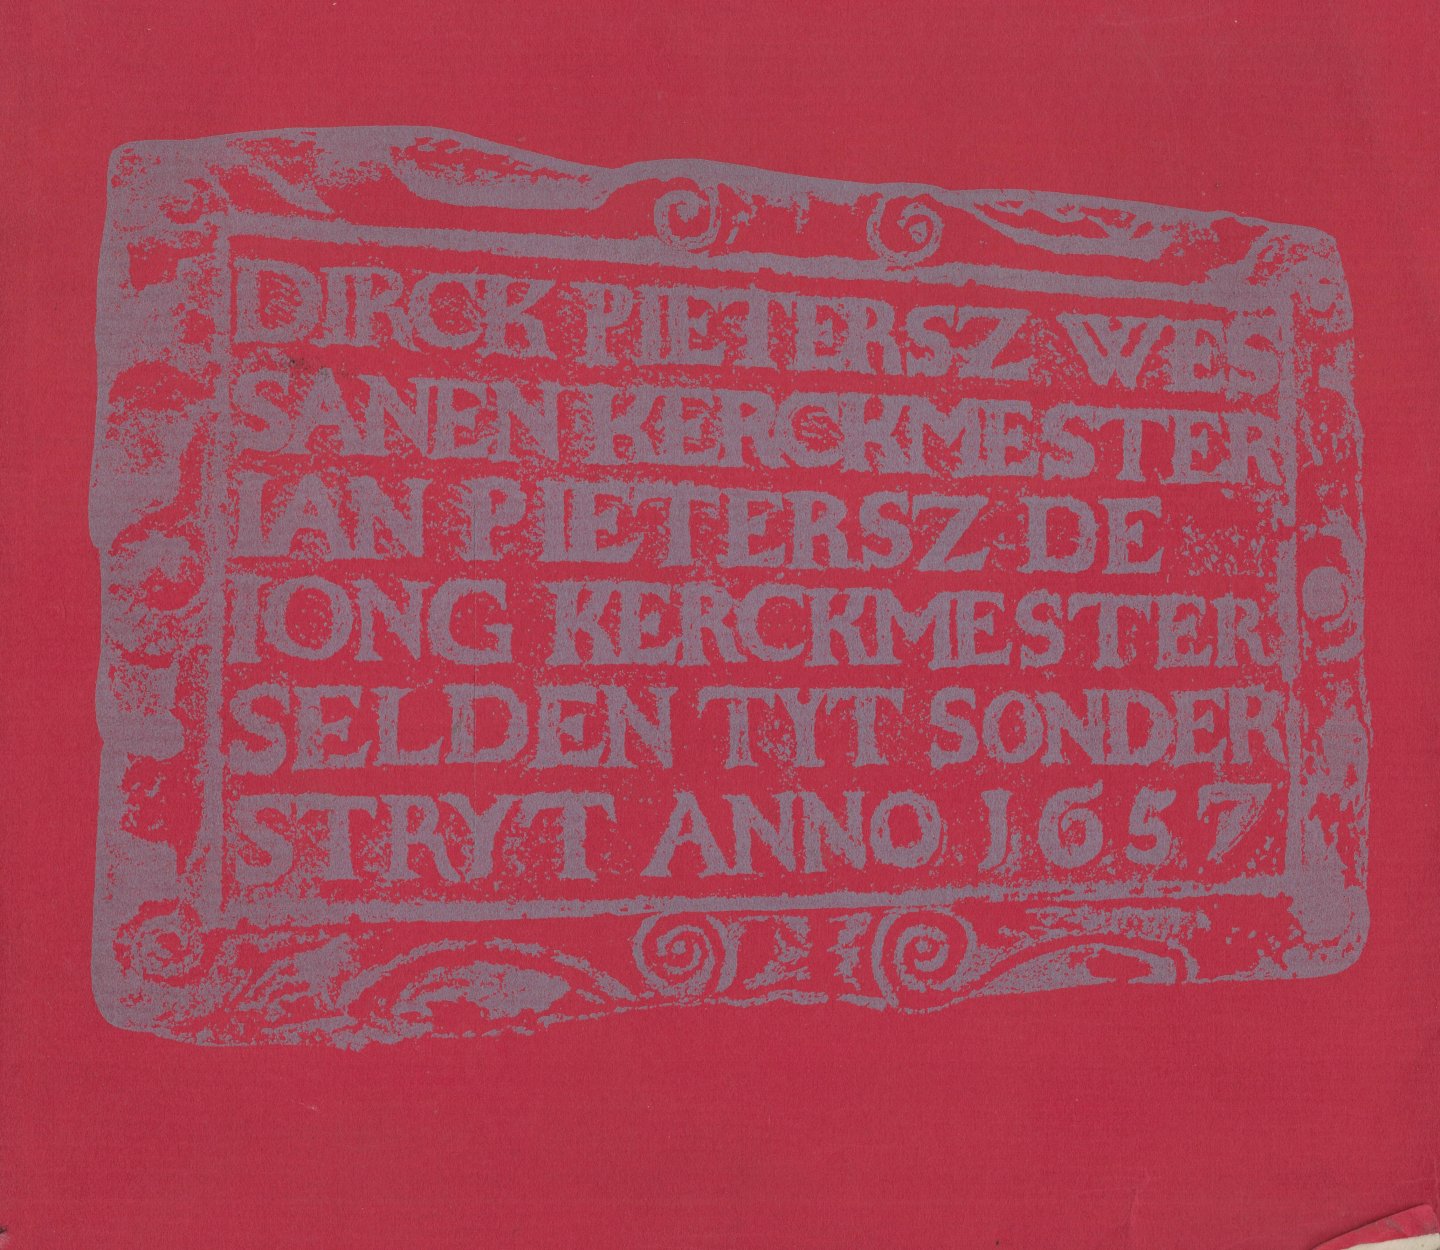 DIRCK PIETERSZ WES
SANEN KERCKMESTER
IAN PIETERSZ DE
IONG KERCKMESTER
SELDEN TYT SONDER
STRYT ANNO 1657